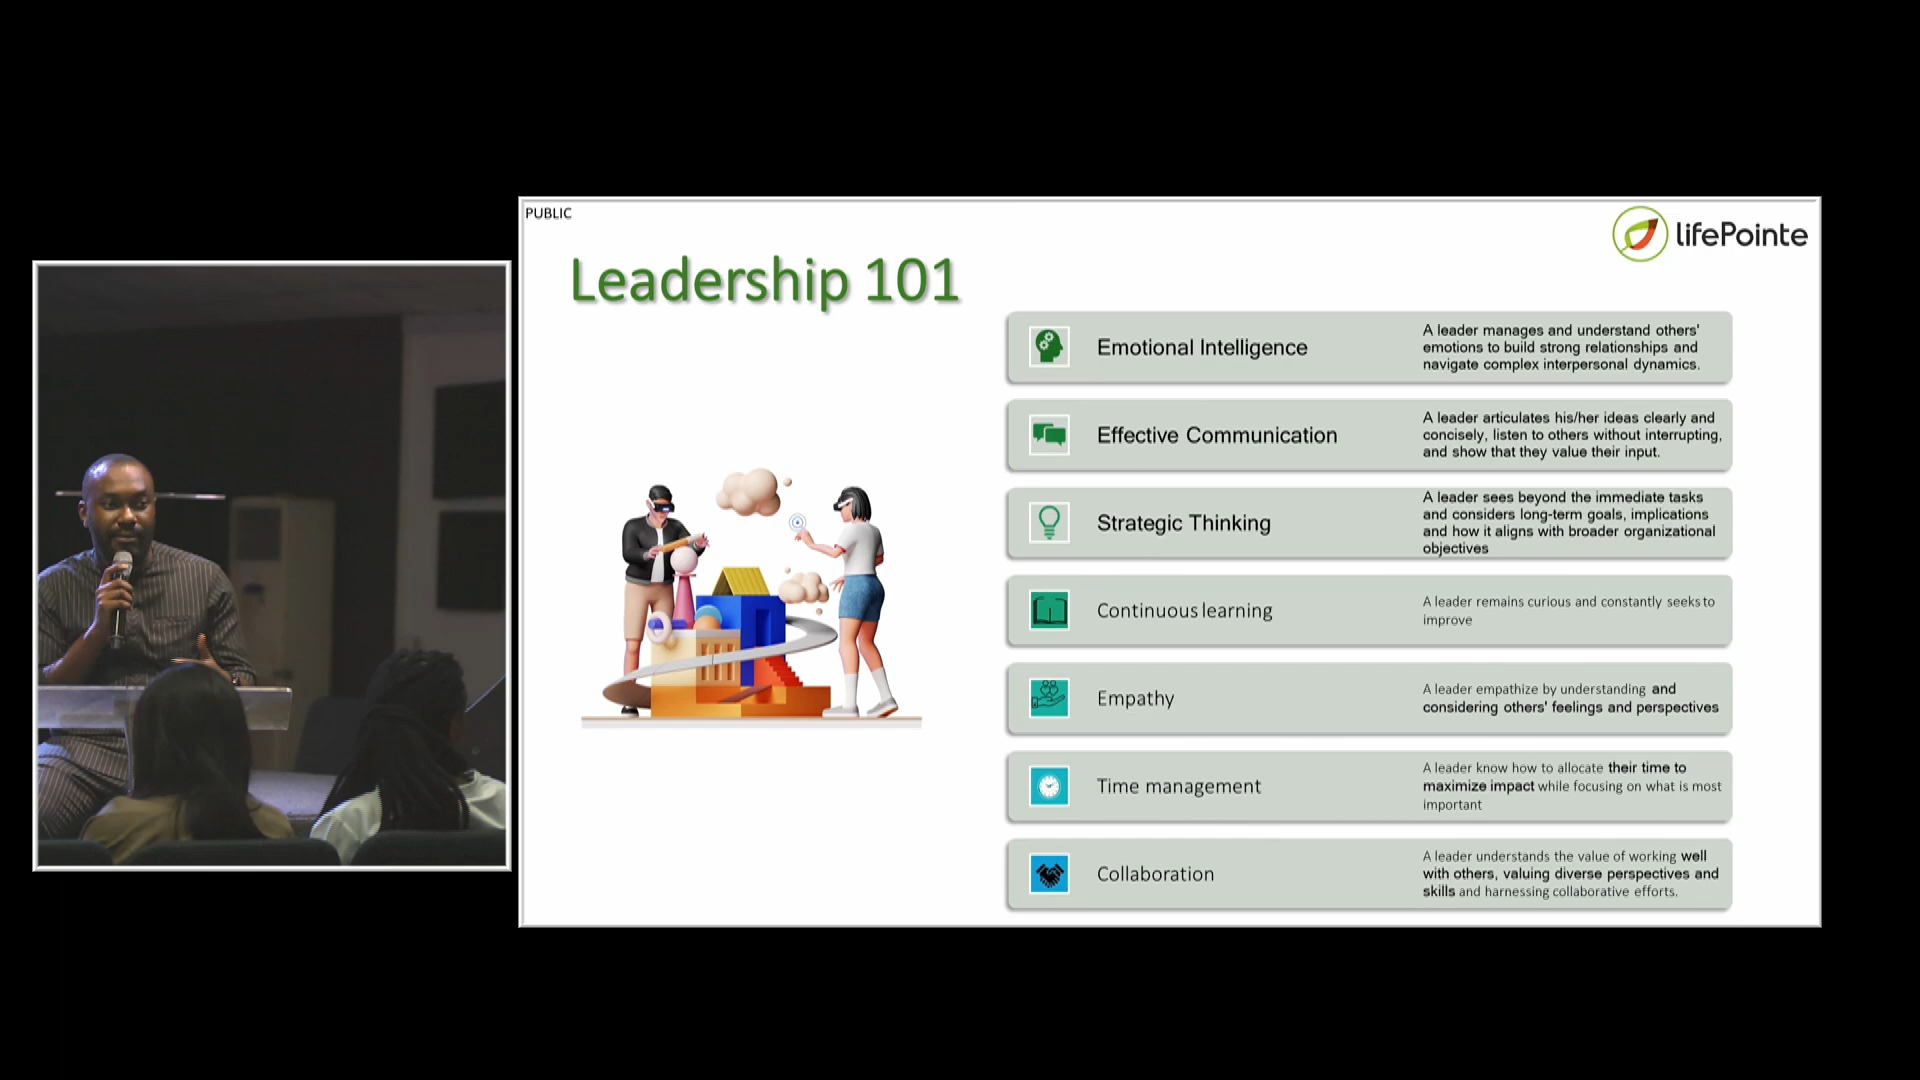 PUBLIC
lifePointe
Leadership 101
Emotional Intelligence
A leader manages and understand others'
emotions to build strong relationships and
navigate complex interpersonal dynamics.
Effective Communication
A leader articulates his/her ideas clearly and
concisely, listen to others without interrupting,
and show that they value their input.
Strategic Thinking
A leader sees beyond the immediate tasks
and considers long-term goals, implications
and how it aligns with broader organizational
objectives
Continuous learning
A leader remains curious and constantly seeks to
improve
Empathy
A leader empathize by understanding and
considering others' feelings and perspectives
Time management
A leader know how to allocate their time to
maximize impact while focusing on what is most
important
Collaboration
A leader understands the value of working well
with others, valuing diverse perspectives and
skills and harnessing collaborative efforts.